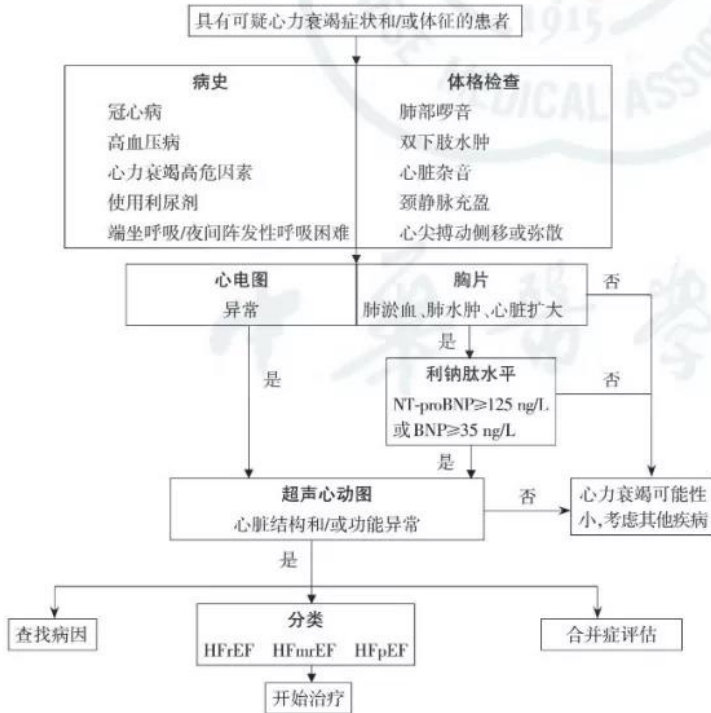 具有可疑心力衰竭症状和/或体征的患者
病史
冠心病
高血压病
心力衰竭高危因素
使用利尿剂
端坐呼吸/夜间阵发性呼吸困难
体格检查
肺部啰音
双下肢水肿
心脏杂音
颈静脉充盈
心尖搏动侧移或弥散
心电图
异常
胸片
肺淤血、肺水肿、心脏扩大
否
是
是
利钠肽水平
NT-proBNP≥125 ng/L
或BNP≥35 ng/L
否
是
超声心动图
心脏结构和/或功能异常
否
心力衰竭可能性
小,考虑其他疾病
是
查找病因
分类
HFrEF HFmrEF HFpEF
合并症评估
开始治疗
1915
MEDICAL ASSO
中华医学